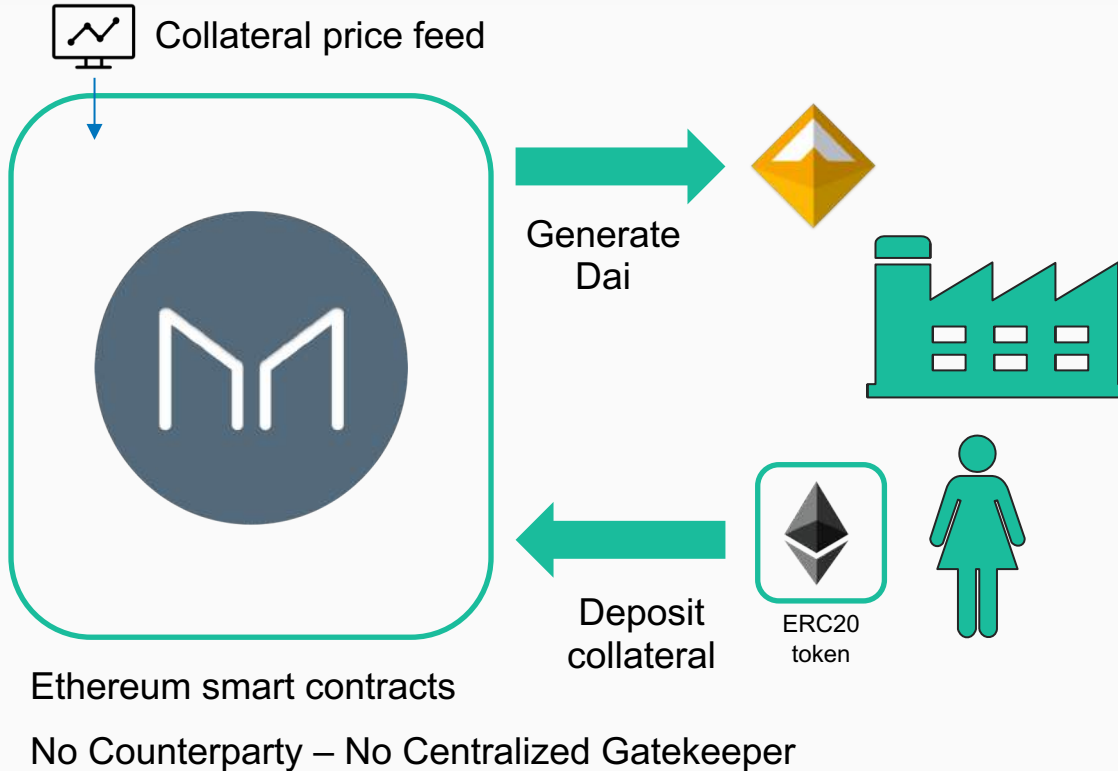 Collateral price feed
Generate
Dai
Deposit
collateral
ERC20
token
Ethereum smart contracts
No Counterparty – No Centralized Gatekeeper